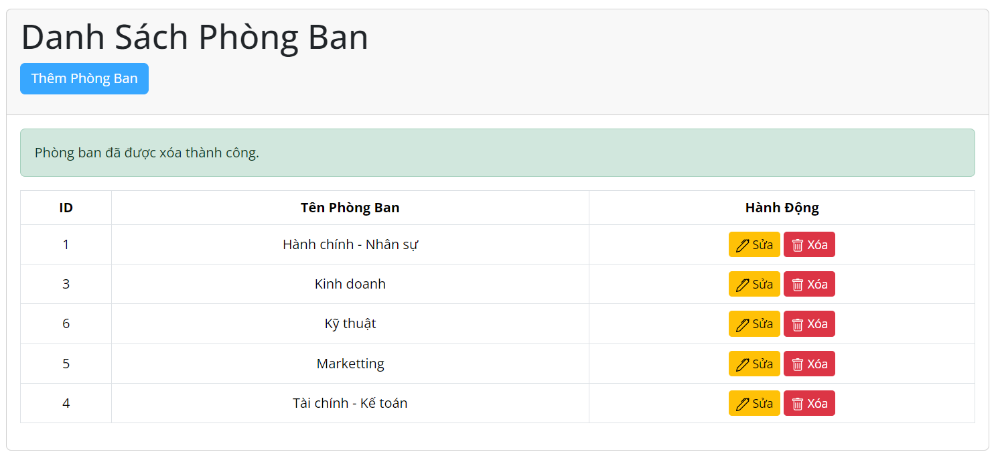 Danh Sách Phòng Ban
Thêm Phòng Ban
Phòng ban đã được xóa thành công.
ID Tên Phòng Ban Hành Động
1 Hành chính - Nhân sự Sửa Xóa
3 Kinh doanh Sửa Xóa
6 Kỹ thuật Sửa Xóa
5 Marketting Sửa Xóa
4 Tài chính - Kế toán Sửa Xóa